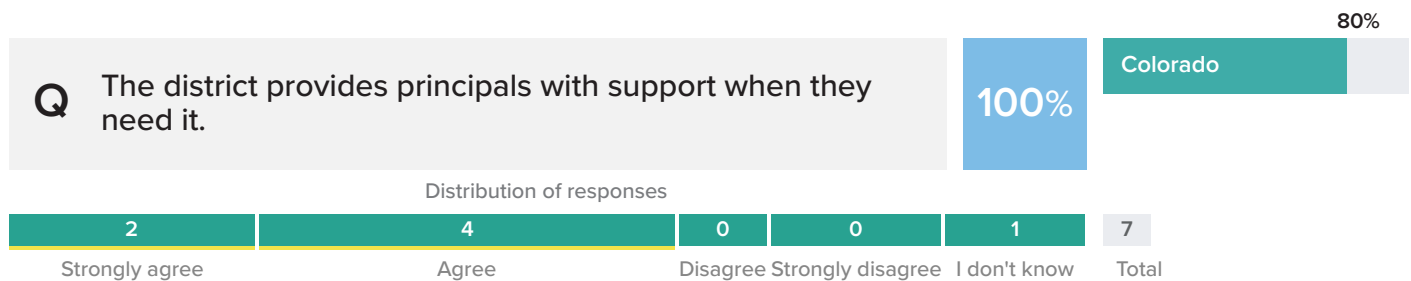 80%
Q
The district provides principals with support when they
need it.
100%
Colorado
Distribution of responses
2 4 0 0 1 7
Strongly agree Agree Disagree Strongly disagree I don't know Total